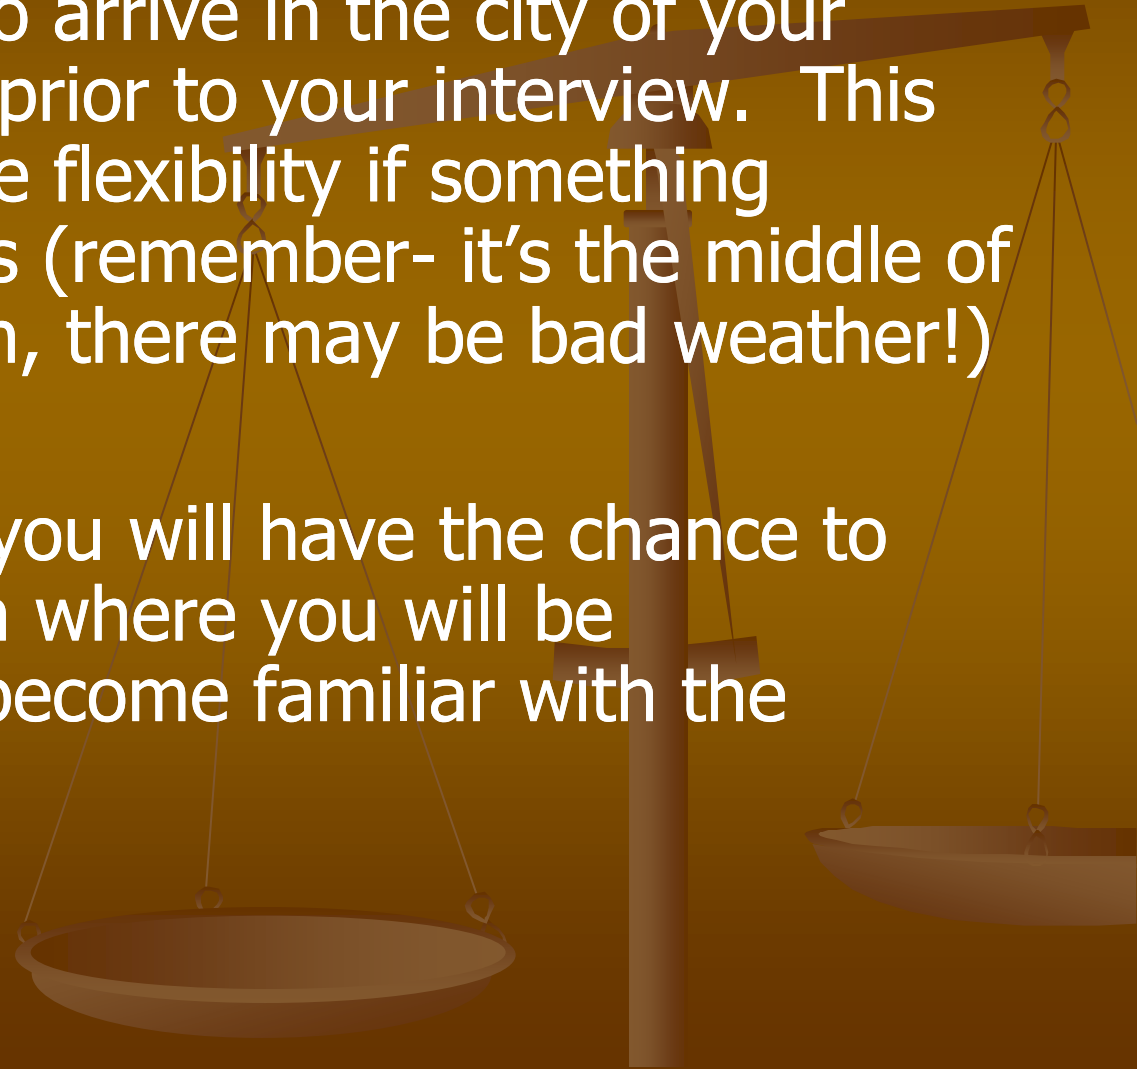 arrive in the city of your
prior to your interview.  This
flexibility if something
(remember- it’s the middle of
, there may be bad weather!)
you will have the chance to
where you will be
become familiar with the